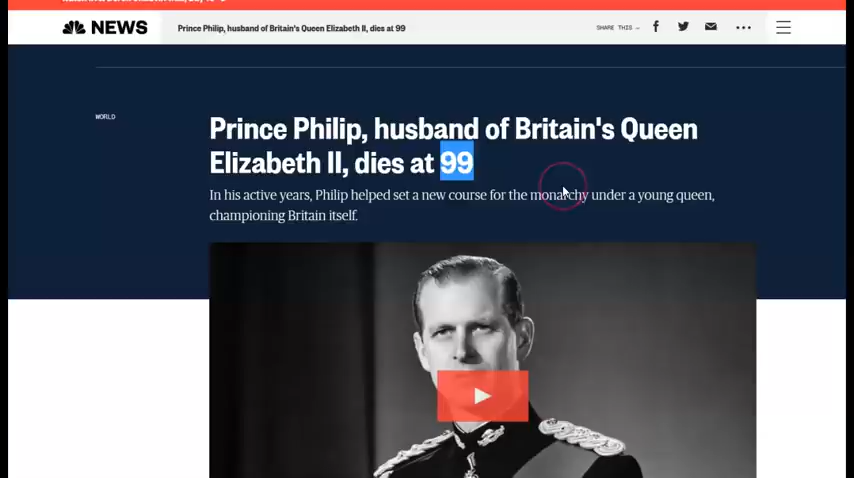 NEWS
Prince Philip, husband of Britain's Queen Elizabeth II, dies at 99
SHARE THIS –
WORLD
Prince Philip, husband of Britain's Queen
Elizabeth II, dies at 99
In his active years, Philip helped set a new course for the monarchy under a young queen,
championing Britain itself.